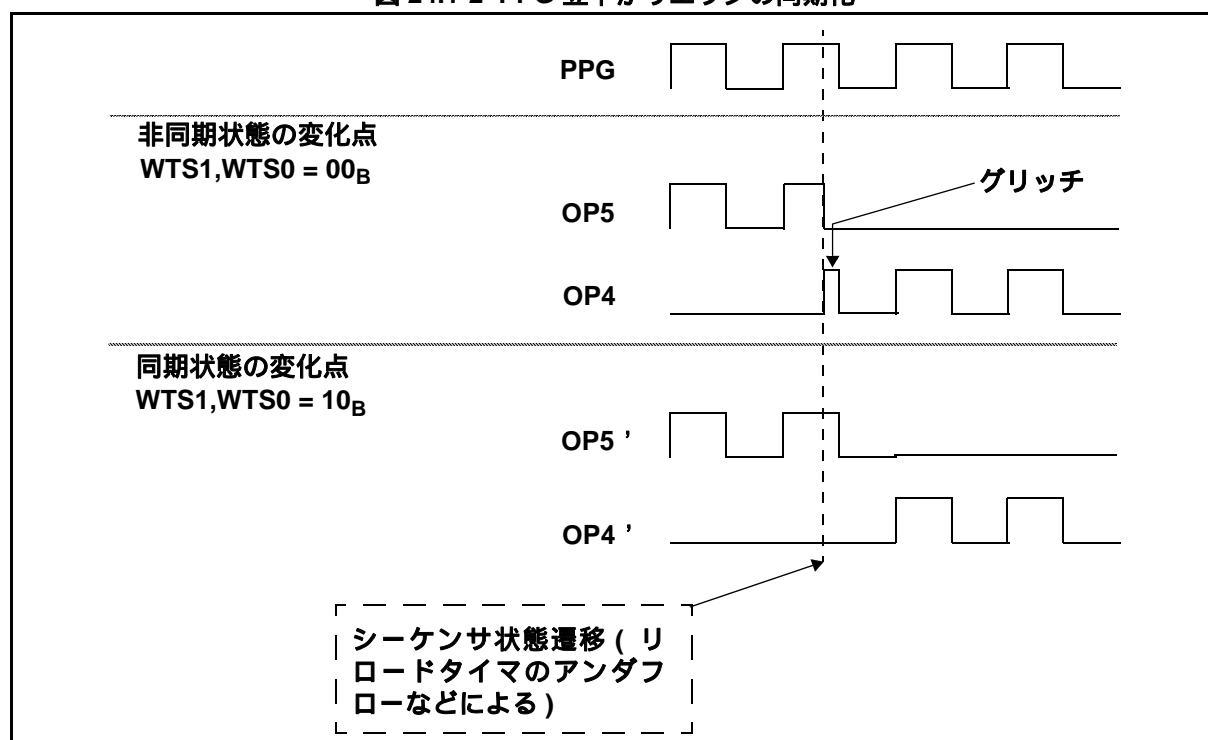 PPG
非同期状態の変化点
WTS1,WTS0 = 00B
グリッチ
OP5
OP4
同期状態の変化点
WTS1,WTS0 = 10B
OP5 ’
OP4 ’
シーケンサ状態遷移 ( リ
ロードタイマのアンダフ
ローなどによる )